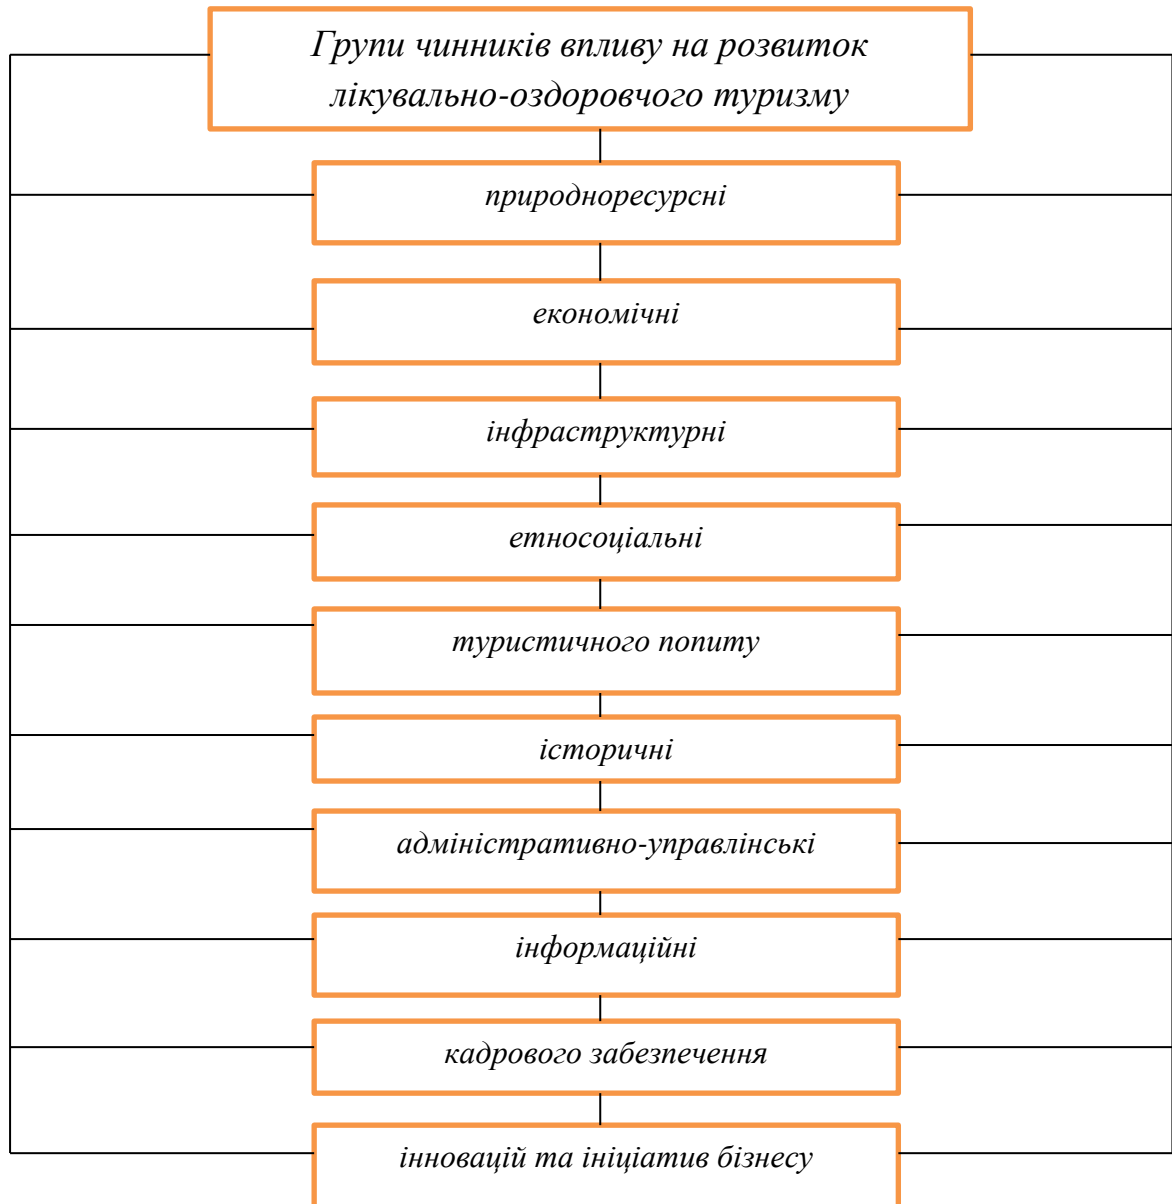 Групи чинників впливу на розвиток
лікувально-оздоровчого туризму
природноресурсні
економічні
інфраструктурні
етносоціальні
туристичного попиту
історичні
адміністративно-управлінські
інформаційні
кадрового забезпечення
інновацій та ініціатив бізнесу